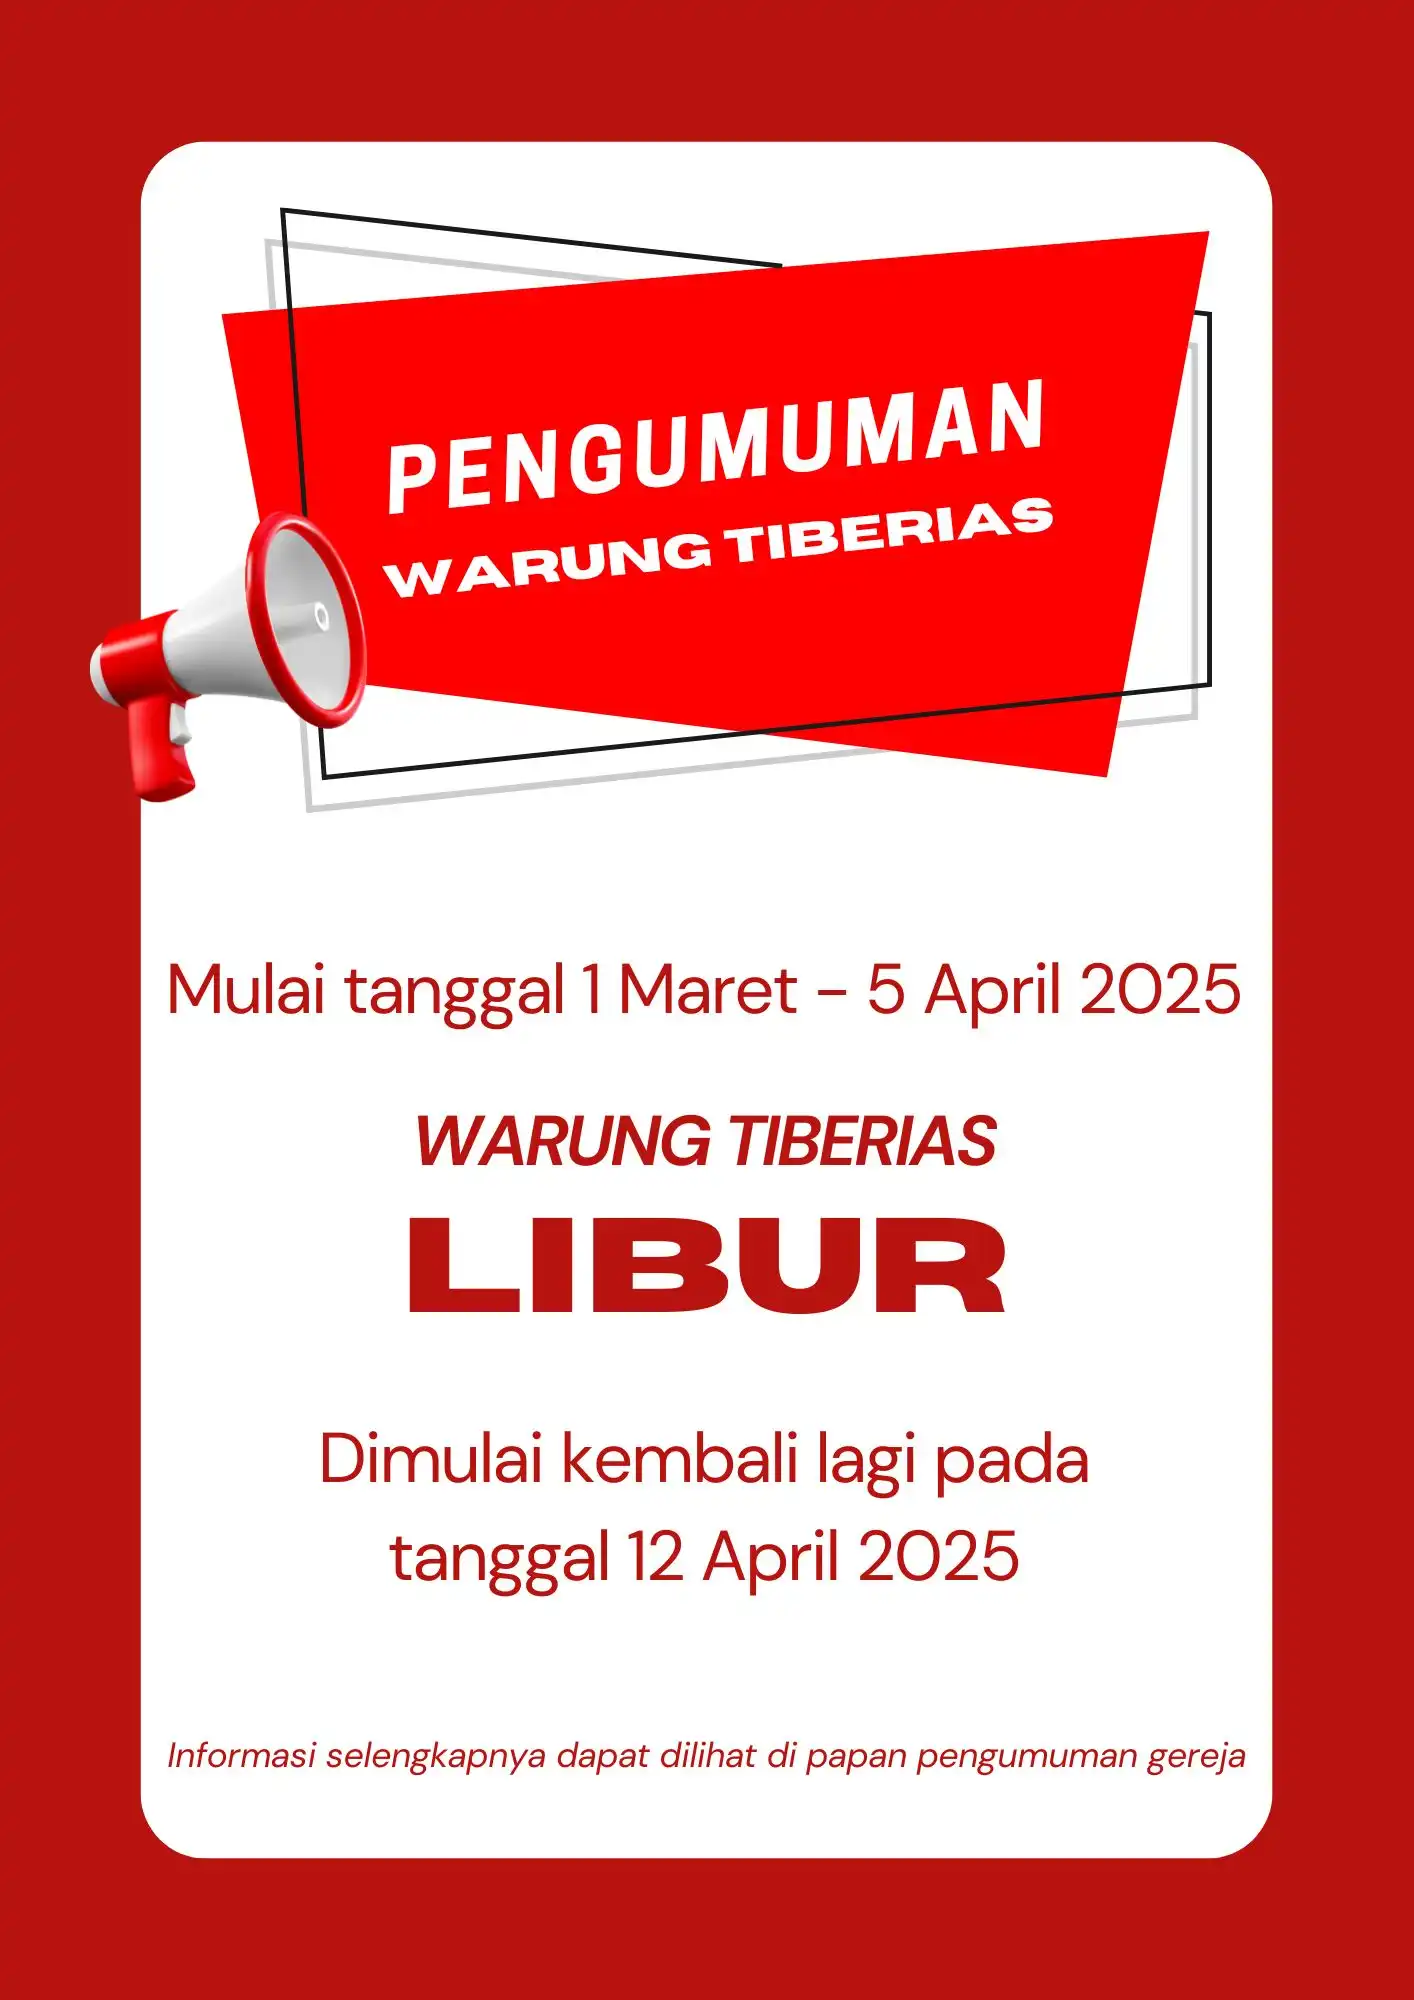 PENGUMUMAN
WARUNG TIBERIAS
Mulai tanggal 1 Maret - 5 April 2025
WARUNG TIBERIAS
LIBUR
Dimulai kembali lagi pada
tanggal 12 April 2025
Informasi selengkapnya dapat dilihat di papan pengumuman gereja